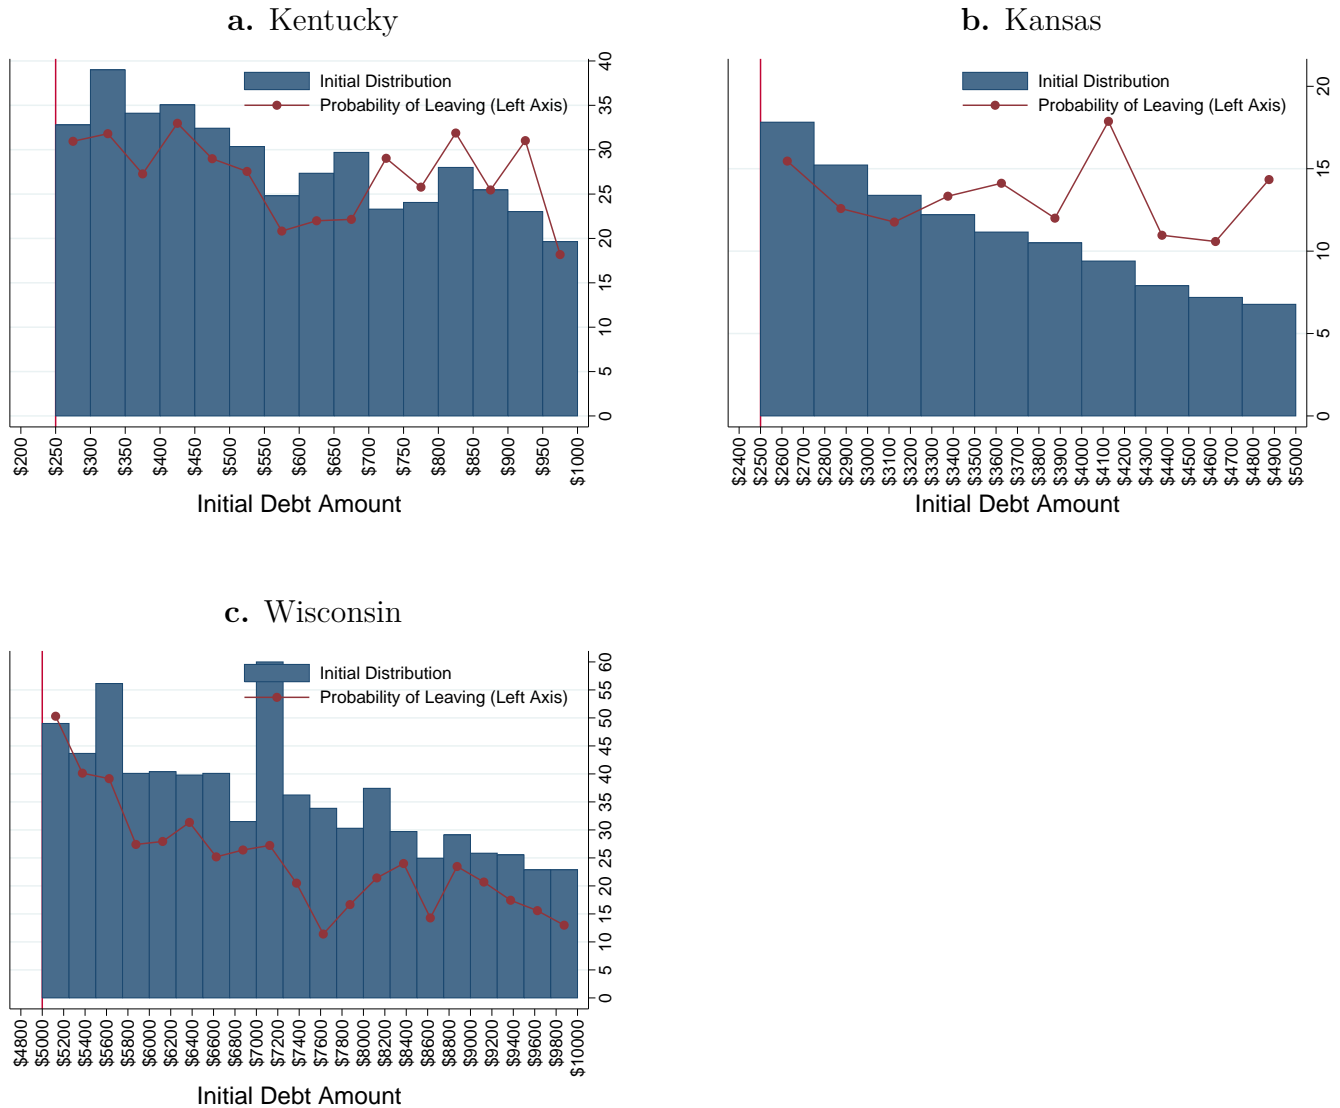 a. Kentucky
Initial Distribution
Probability of Leaving (Left Axis)
0 5 10 15 20 25 30 35 40
$200 $250 $300 $350 $400 $450 $500 $550 $600 $650 $700 $750 $800 $850 $900 $950 $1000
Initial Debt Amount
b. Kansas
Initial Distribution
Probability of Leaving (Left Axis)
0 5 10 15 20
$2400 $2500 $2600 $2700 $2800 $2900 $3000 $3100 $3200 $3300 $3400 $3500 $3600 $3700 $3800 $3900 $4000 $4100 $4200 $4300 $4400 $4500 $4600 $4700 $4800 $4900 $5000
Initial Debt Amount
c. Wisconsin
Initial Distribution
Probability of Leaving (Left Axis)
0 5 10 15 20 25 30 35 40 45 50 55 60
$4800 $5000 $5200 $5400 $5600 $5800 $6000 $6200 $6400 $6600 $6800 $7000 $7200 $7400 $7600 $7800 $8000 $8200 $8400 $8600 $8800 $9000 $9200 $9400 $9600 $9800 $10000
Initial Debt Amount